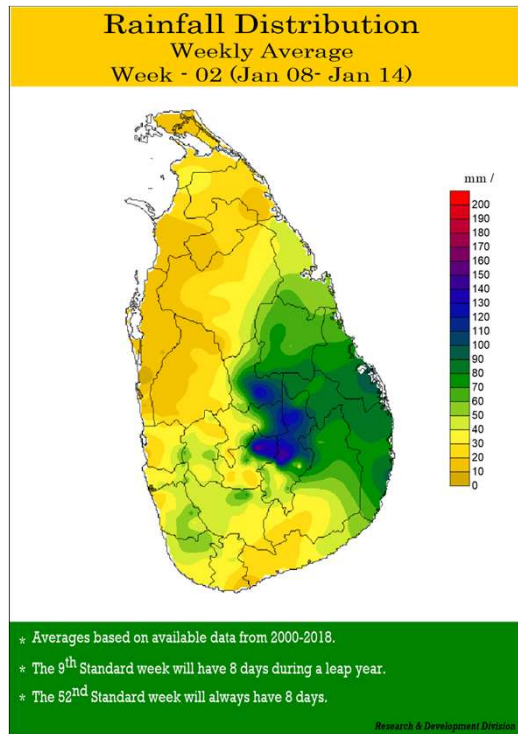 Rainfall Distribution
Weekly Average
Week - 02 (Jan 08- Jan 14)
mm /
200
190
180
170
160
150
140
130
120
110
100
90
80
70
60
50
40
30
20
10
0
* Averages based on available data from 2000-2018.
* The 9th Standard week will have 8 days during a leap year.
* The 52nd Standard week will always have 8 days.
Research & Development Division